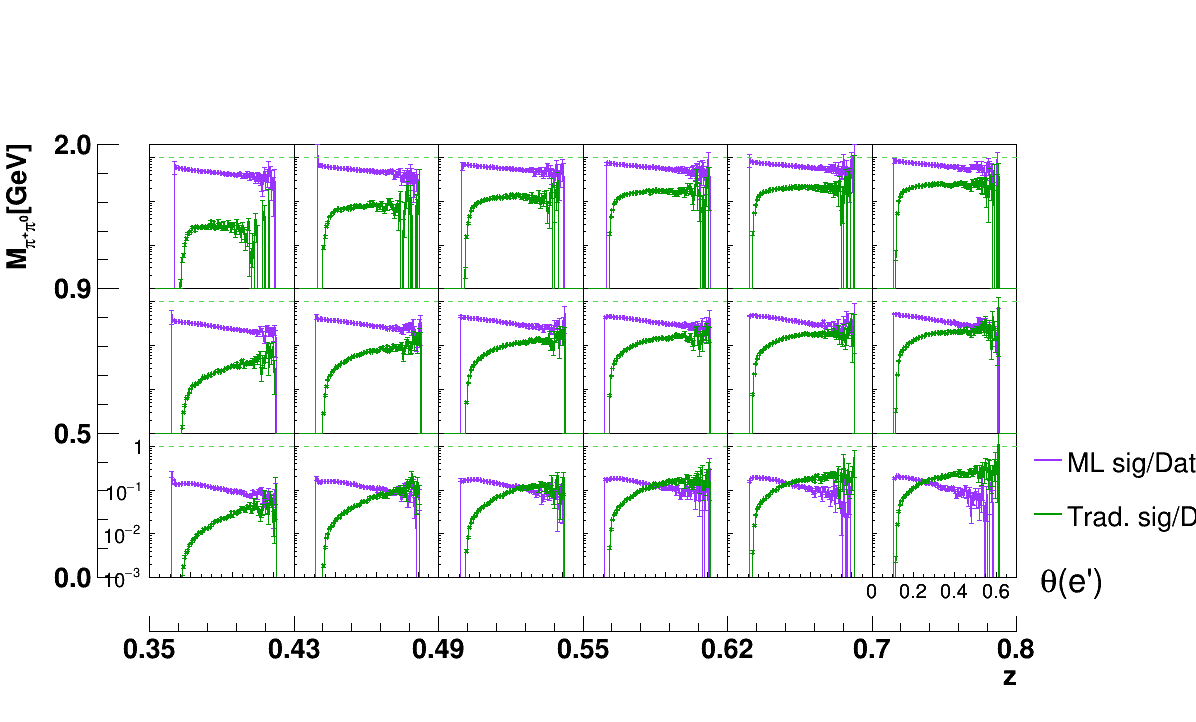 2.0
M_{π⁺π⁰}[GeV]
0.9
0.5
1
10⁻¹
10⁻²
10⁻³
0.0
ML sig/Dat
Trad. sig/D
0 0.2 0.4 0.6
θ(e')
0.35 0.43 0.49 0.55 0.62 0.7 0.8
z